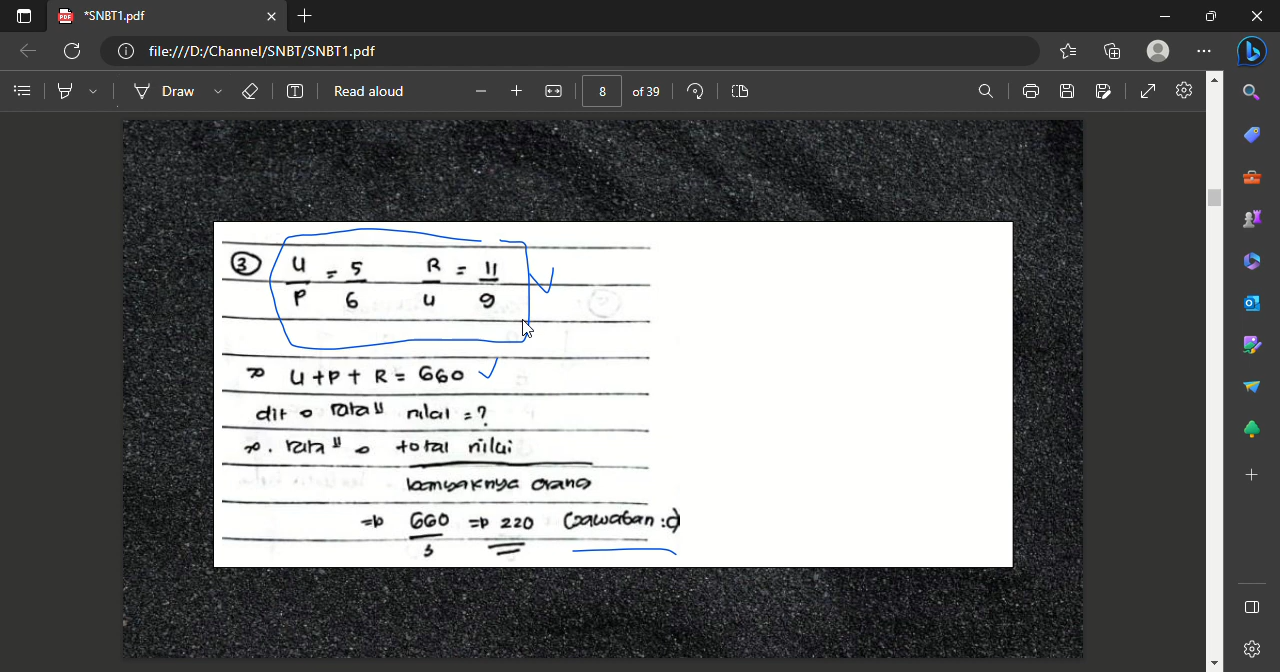 *SNBT1.pdf
file:///D:/Channel/SNBT/SNBT1.pdf
Draw
Read aloud
8 of 39
③ U/P = 5/6 R/U = 11/9
U + P + R = 660
dit rata" nilai = ?
rata" total nilai
banyaknya orang
660/3 => 220 (Jawaban : C)